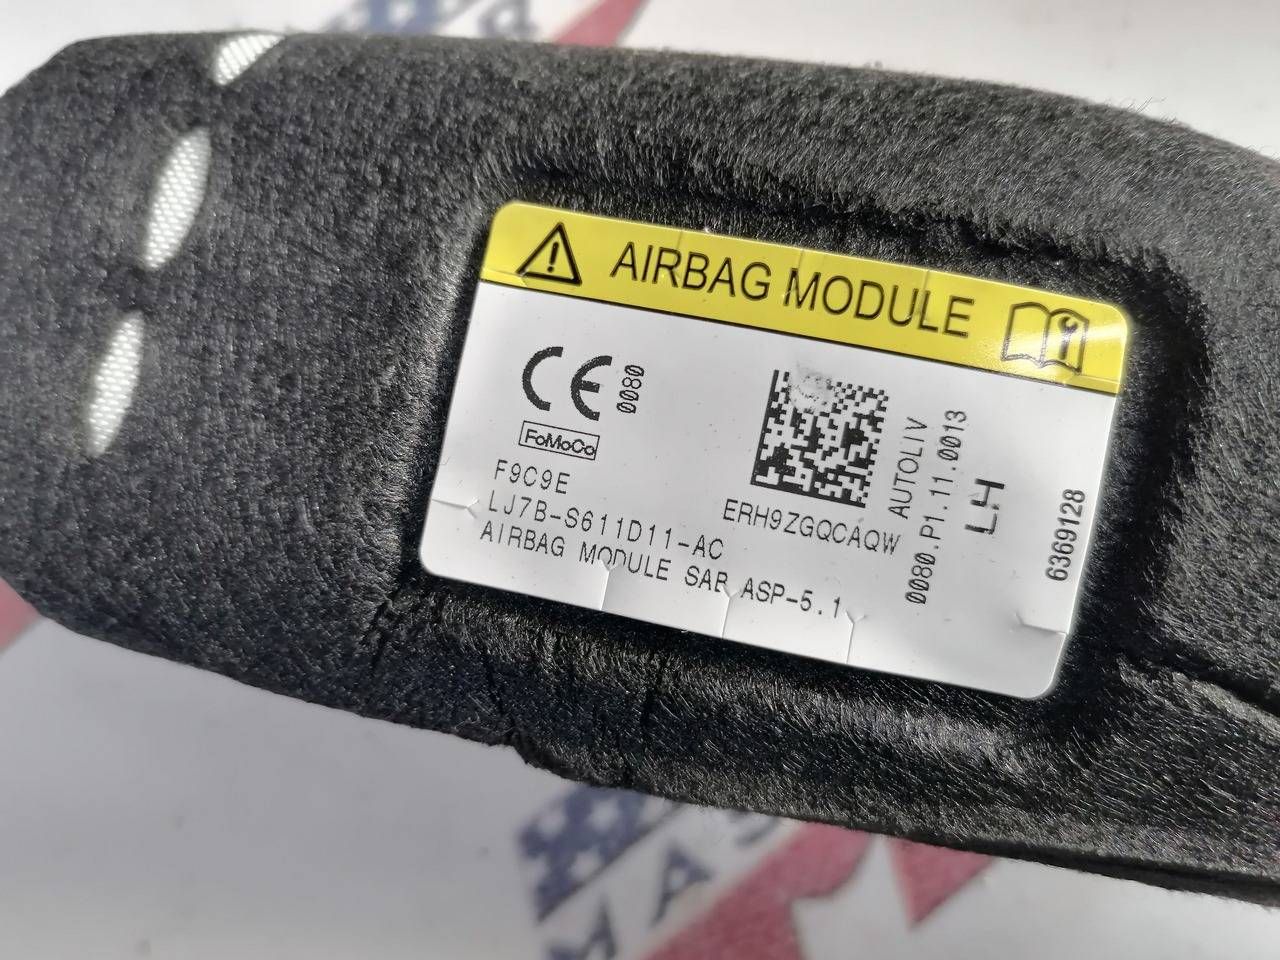 AIRBAG MODULE
CE
0080
FoMoCo
F9C9E
LJ7B-S611D11-AC
AIRBAG MODULE SAB ASP-5.1
ERH9ZGQCAQW
AUTOLIV
0080.P1.11.0013
LH
6369128